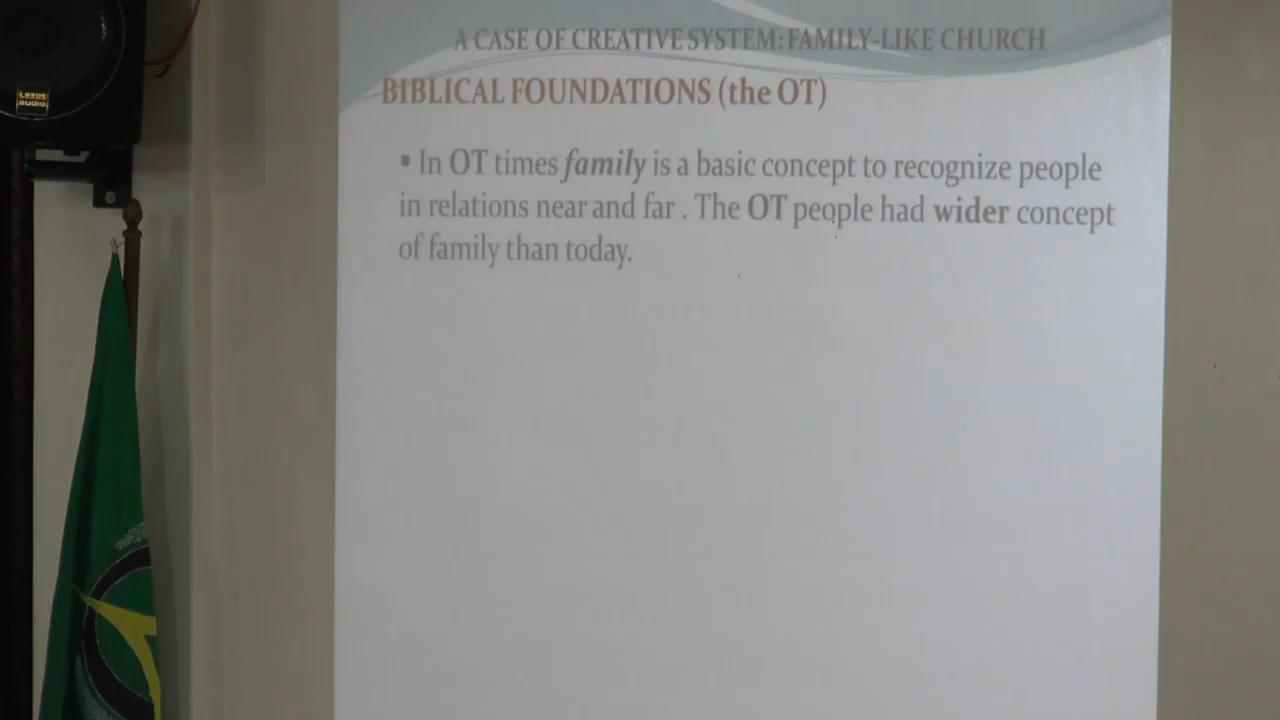 A CASE OF CREATIVE SYSTEM: FAMILY-LIKE CHURCH
BIBLICAL FOUNDATIONS (the OT)
▪ In OT times family is a basic concept to recognize people
in relations near and far . The OT people had wider concept
of family than today.
Lexus
audio